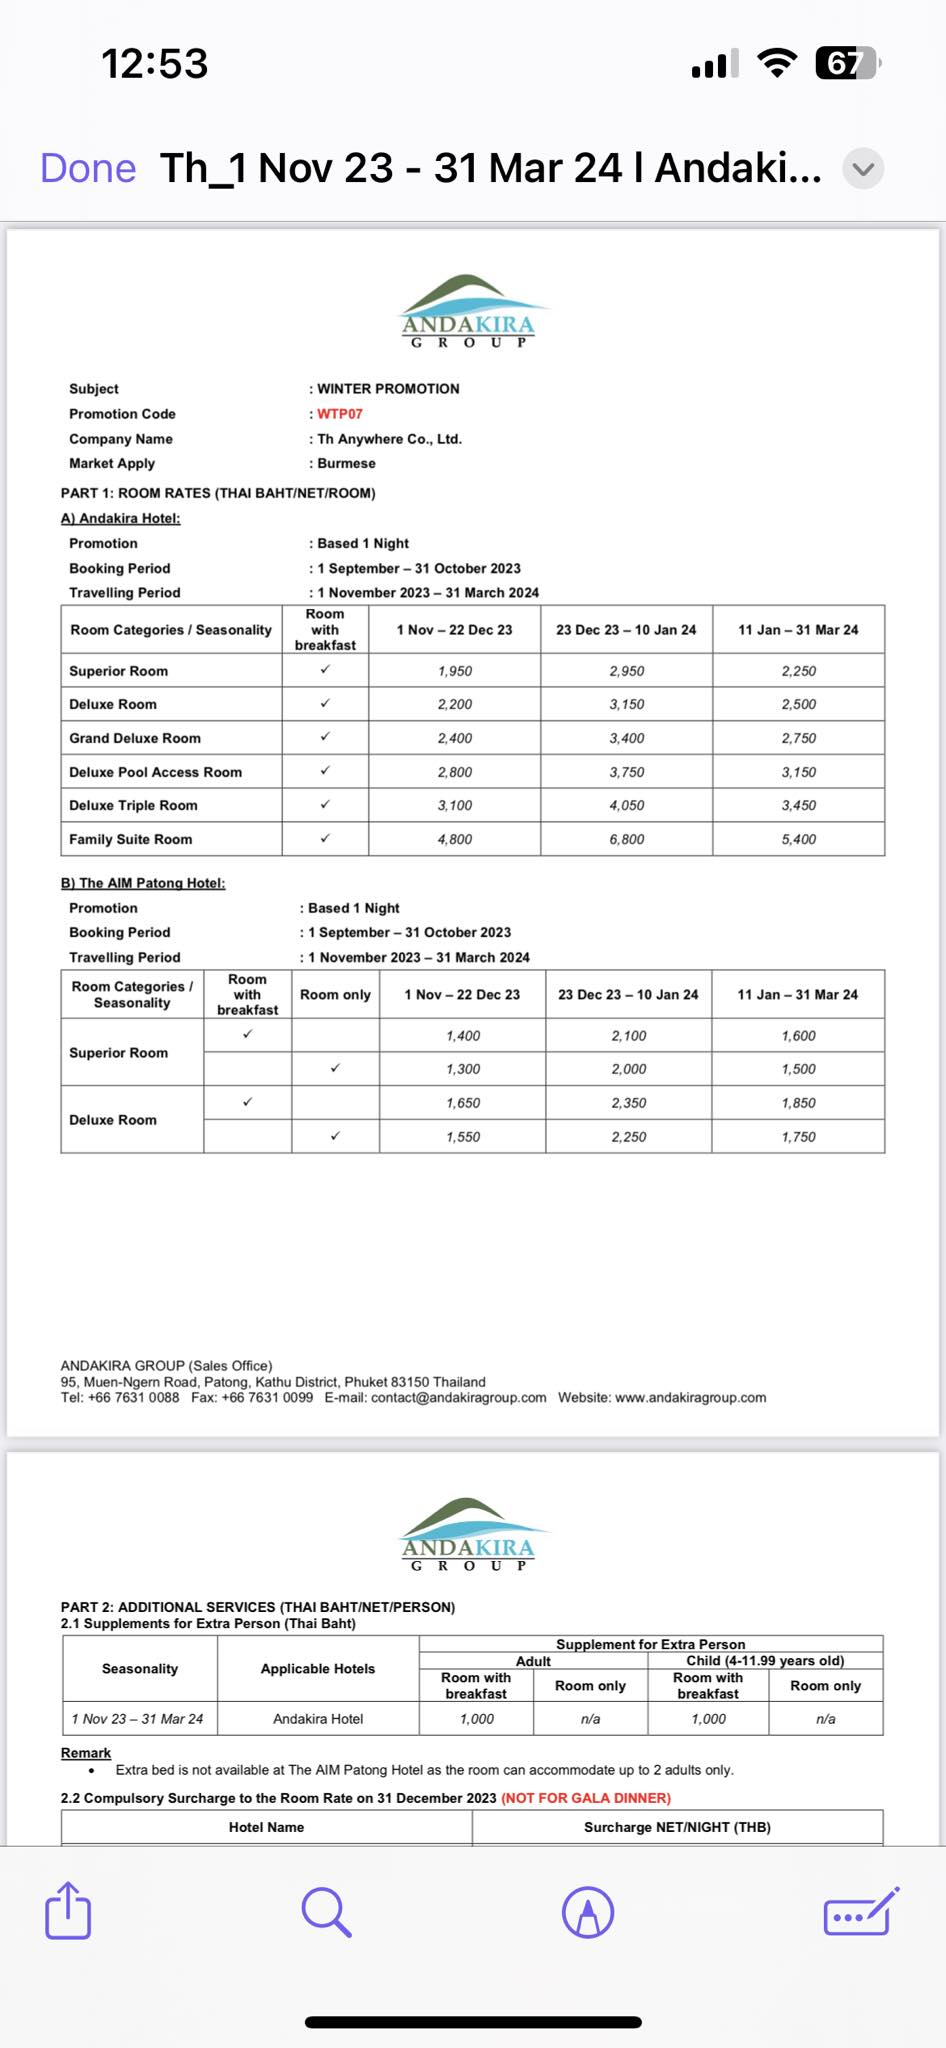 12:53
67
Done Th_1 Nov 23 - 31 Mar 24 l Andaki...
ANDAKIRA
GROUP
Subject : WINTER PROMOTION
Promotion Code : WTP07
Company Name : Th Anywhere Co., Ltd.
Market Apply : Burmese
PART 1: ROOM RATES (THAI BAHT/NET/ROOM)
A) Andakira Hotel:
Promotion : Based 1 Night
Booking Period : 1 September – 31 October 2023
Travelling Period : 1 November 2023 – 31 March 2024
Room Categories / Seasonality Room with breakfast 1 Nov – 22 Dec 23 23 Dec 23 – 10 Jan 24 11 Jan – 31 Mar 24
Superior Room ✓ 1,950 2,950 2,250
Deluxe Room ✓ 2,200 3,150 2,500
Grand Deluxe Room ✓ 2,400 3,400 2,750
Deluxe Pool Access Room ✓ 2,800 3,750 3,150
Deluxe Triple Room ✓ 3,100 4,050 3,450
Family Suite Room ✓ 4,800 6,800 5,400
B) The AIM Patong Hotel:
Promotion : Based 1 Night
Booking Period : 1 September – 31 October 2023
Travelling Period : 1 November 2023 – 31 March 2024
Room Categories / Seasonality Room with breakfast Room only 1 Nov – 22 Dec 23 23 Dec 23 – 10 Jan 24 11 Jan – 31 Mar 24
Superior Room ✓ 1,400 2,100 1,600
✓ 1,300 2,000 1,500
Deluxe Room ✓ 1,650 2,350 1,850
✓ 1,550 2,250 1,750
ANDAKIRA GROUP (Sales Office)
95, Muen-Ngern Road, Patong, Kathu District, Phuket 83150 Thailand
Tel: +66 7631 0088 Fax: +66 7631 0099 E-mail: contact@andakiragroup.com Website: www.andakiragroup.com
ANDAKIRA
GROUP
PART 2: ADDITIONAL SERVICES (THAI BAHT/NET/PERSON)
2.1 Supplements for Extra Person (Thai Baht)
Seasonality Applicable Hotels Supplement for Extra Person
Adult Child (4-11.99 years old)
Room with breakfast Room only Room with breakfast Room only
1 Nov 23 – 31 Mar 24 Andakira Hotel 1,000 n/a 1,000 n/a
Remark
• Extra bed is not available at The AIM Patong Hotel as the room can accommodate up to 2 adults only.
2.2 Compulsory Surcharge to the Room Rate on 31 December 2023 (NOT FOR GALA DINNER)
Hotel Name Surcharge NET/NIGHT (THB)